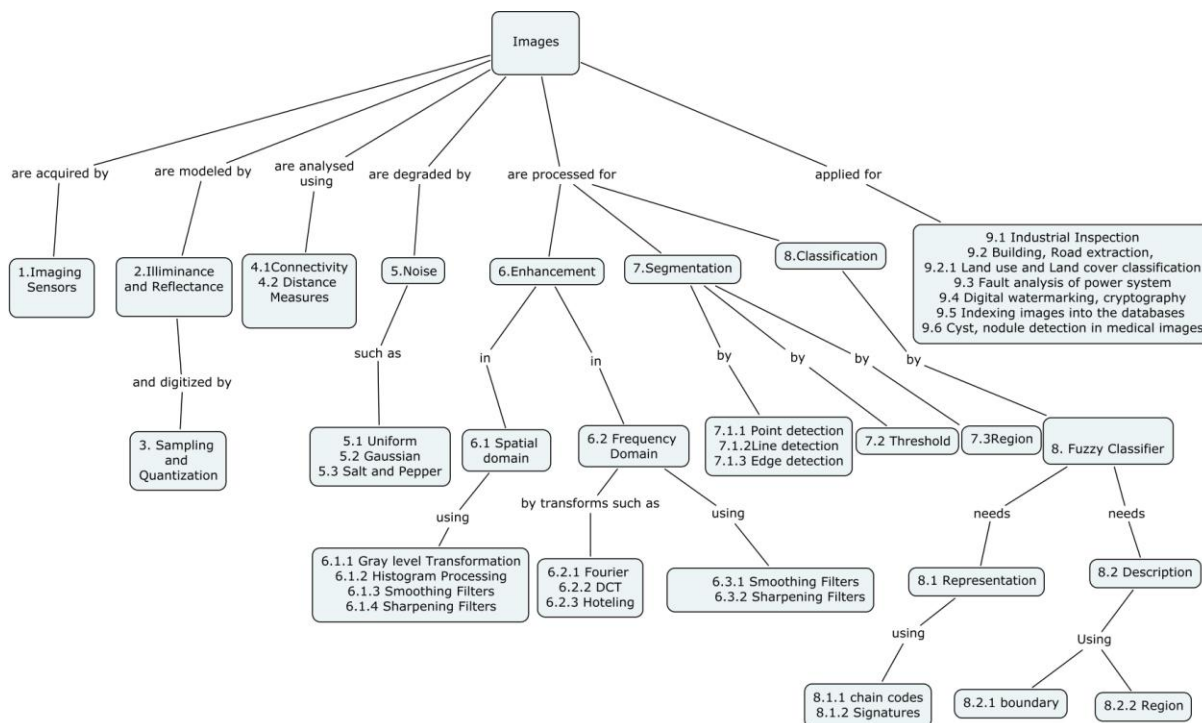 Images
are acquired by
are modeled by
are analysed
using
are degraded by
are processed for
applied for
1.Imaging
Sensors
2.Illiminance
and Reflectance
4.1Connectivity
4.2 Distance
Measures
5.Noise
6.Enhancement
7.Segmentation
8.Classification
9.1 Industrial Inspection
9.2 Building, Road extraction,
9.2.1 Land use and Land cover classification
9.3 Fault analysis of power system
9.4 Digital watermarking, cryptography
9.5 Indexing images into the databases
9.6 Cyst, nodule detection in medical images
and digitized by
such as
in
in
by
by
by
by
3. Sampling
and
Quantization
5.1 Uniform
5.2 Gaussian
5.3 Salt and Pepper
6.1 Spatial
domain
6.2 Frequency
Domain
7.1.1 Point detection
7.1.2Line detection
7.1.3 Edge detection
7.2 Threshold
7.3Region
8. Fuzzy Classifier
using
by transforms such as
using
needs
needs
6.1.1 Gray level Transformation
6.1.2 Histogram Processing
6.1.3 Smoothing Filters
6.1.4 Sharpening Filters
6.2.1 Fourier
6.2.2 DCT
6.2.3 Hoteling
6.3.1 Smoothing Filters
6.3.2 Sharpening Filters
8.1 Representation
8.2 Description
using
Using
8.1.1 chain codes
8.1.2 Signatures
8.2.1 boundary
8.2.2 Region